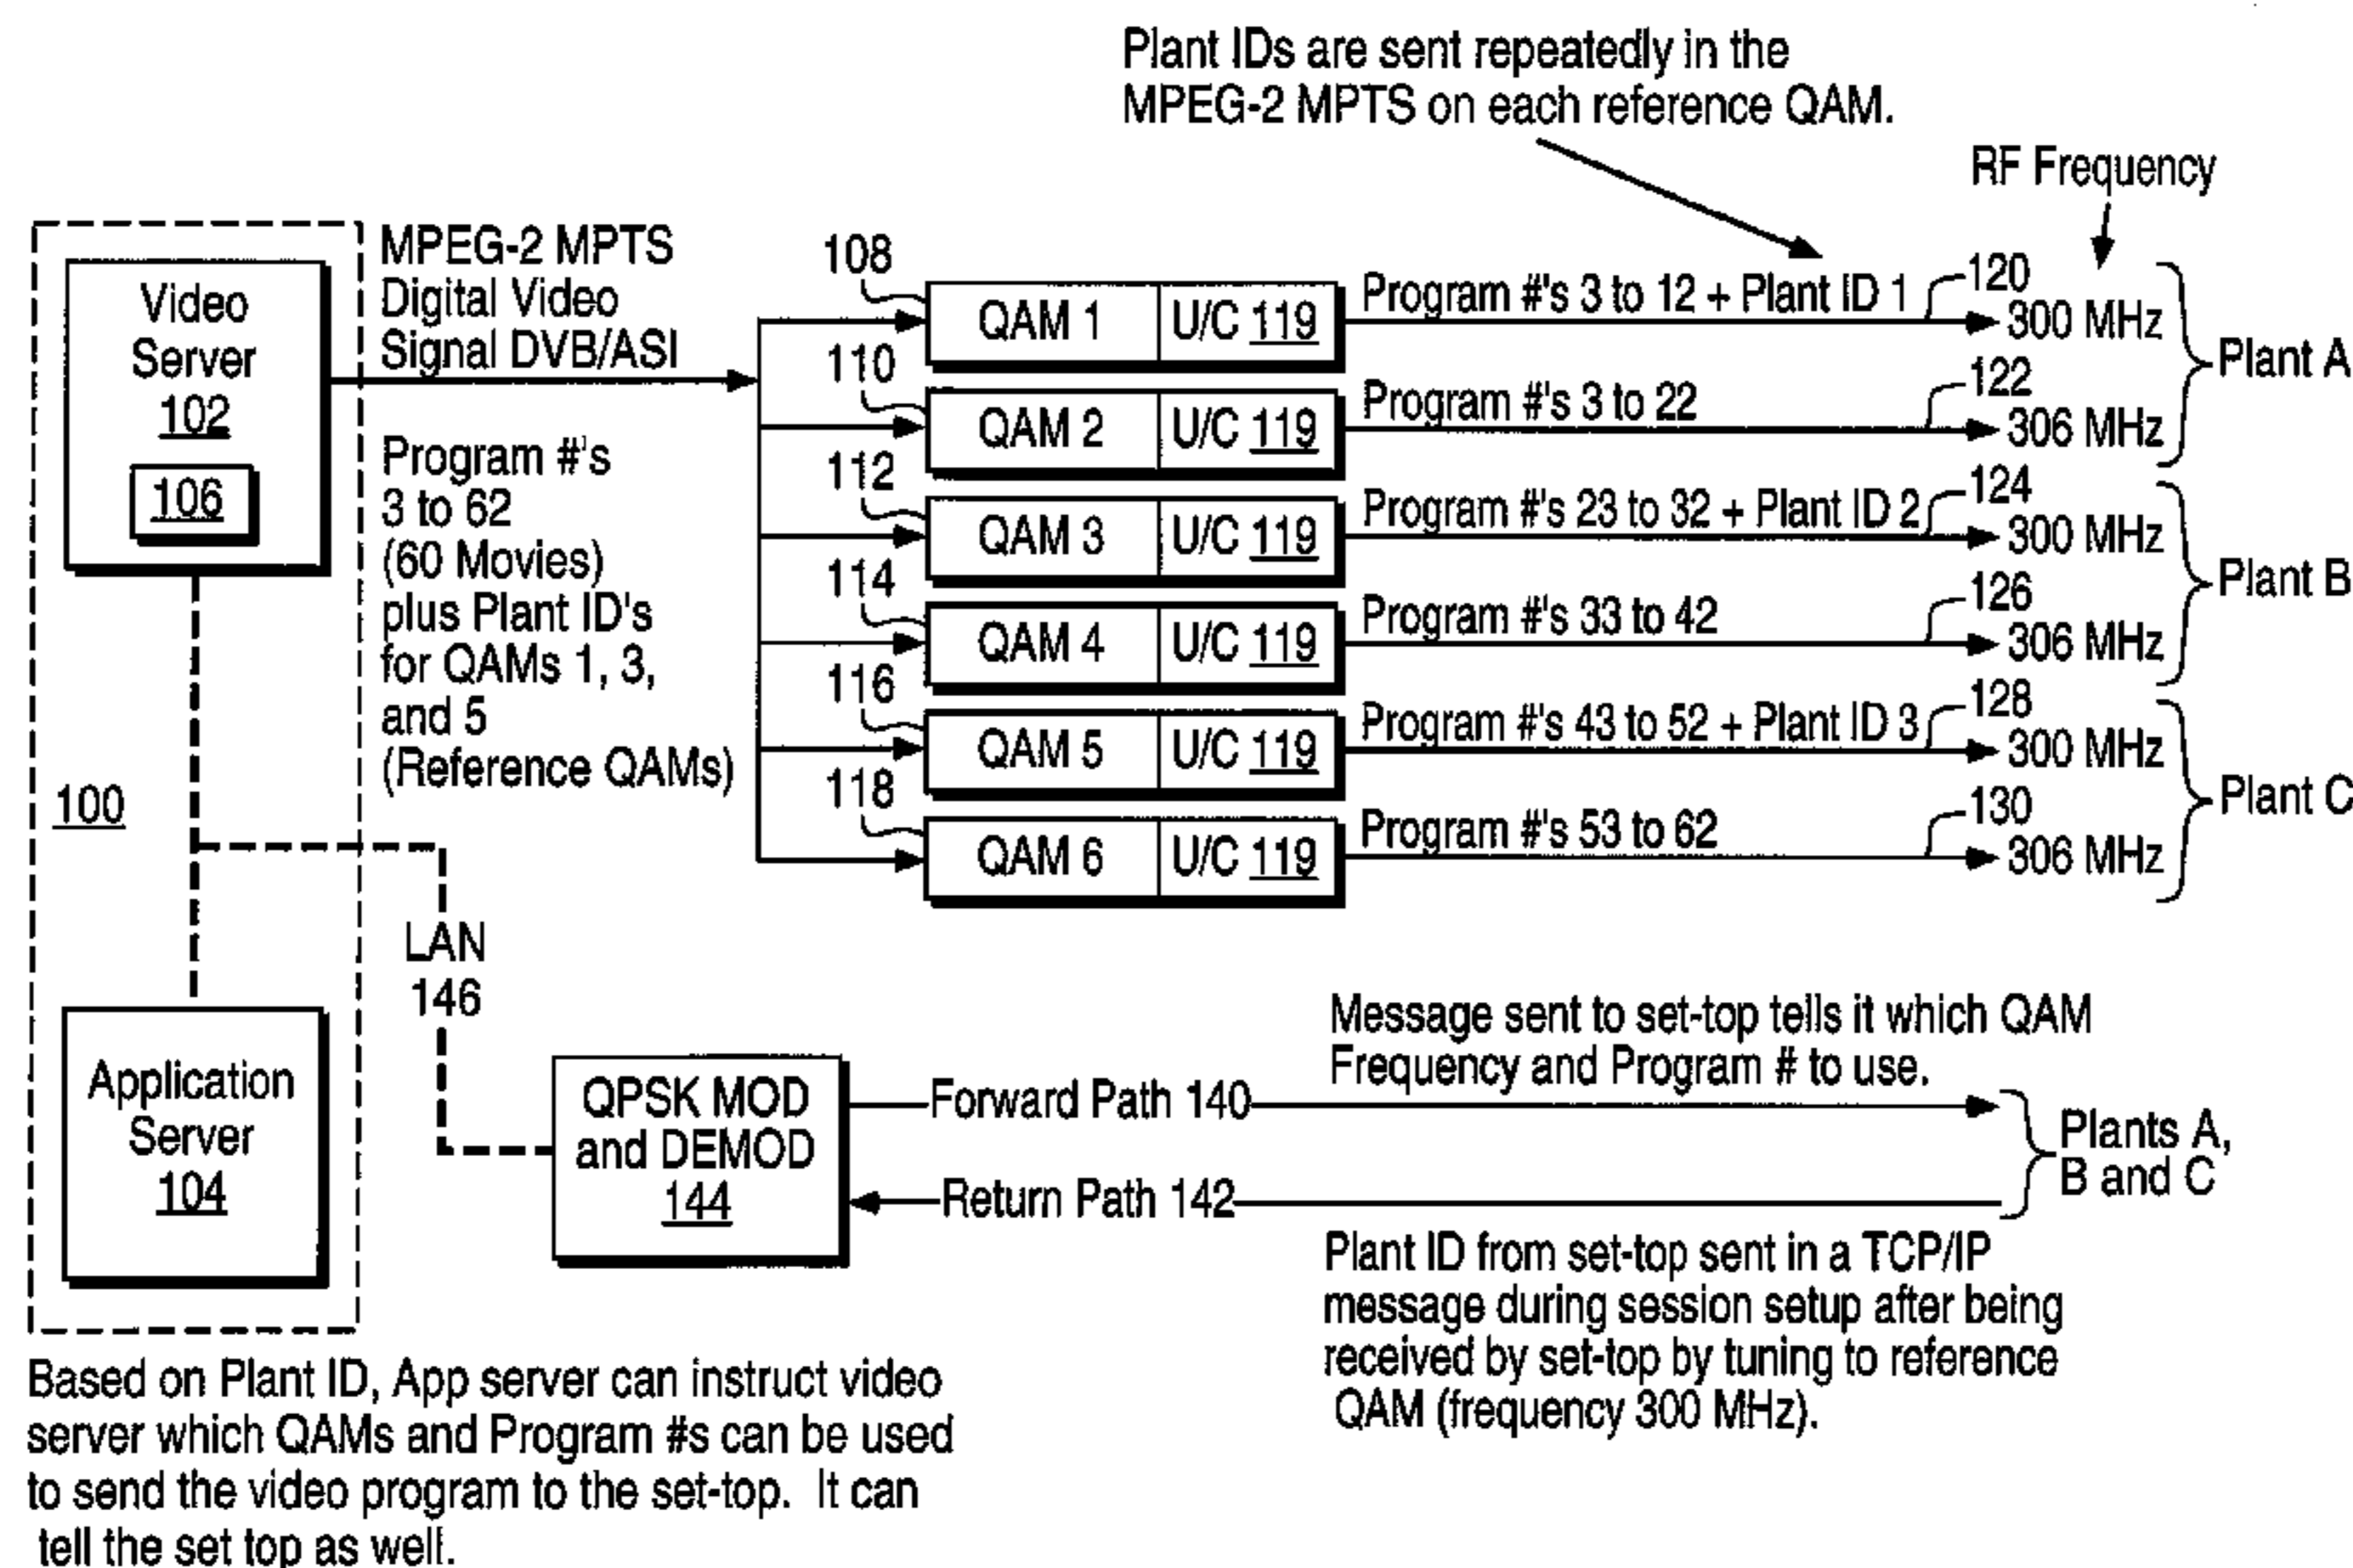 Plant IDs are sent repeatedly in the
MPEG-2 MPTS on each reference QAM.
RF Frequency
Video
Server
102
106
MPEG-2 MPTS
Digital Video
Signal DVB/ASI
Program #'s
3 to 62
(60 Movies)
plus Plant ID's
for QAMs 1, 3,
and 5
(Reference QAMs)
100
108
QAM 1 U/C 119
Program #'s 3 to 12 + Plant ID 1
120
300 MHz
110
QAM 2 U/C 119
Program #'s 3 to 22
122
306 MHz
Plant A
112
QAM 3 U/C 119
Program #'s 23 to 32 + Plant ID 2
124
300 MHz
114
QAM 4 U/C 119
Program #'s 33 to 42
126
306 MHz
Plant B
116
QAM 5 U/C 119
Program #'s 43 to 52 + Plant ID 3
128
300 MHz
118
QAM 6 U/C 119
Program #'s 53 to 62
130
306 MHz
Plant C
LAN
146
Application
Server
104
QPSK MOD
and DEMOD
144
Message sent to set-top tells it which QAM
Frequency and Program # to use.
Forward Path 140
Return Path 142
Plants A,
B and C
Plant ID from set-top sent in a TCP/IP
message during session setup after being
received by set-top by tuning to reference
QAM (frequency 300 MHz).
Based on Plant ID, App server can instruct video
server which QAMs and Program #s can be used
to send the video program to the set-top. It can
tell the set top as well.